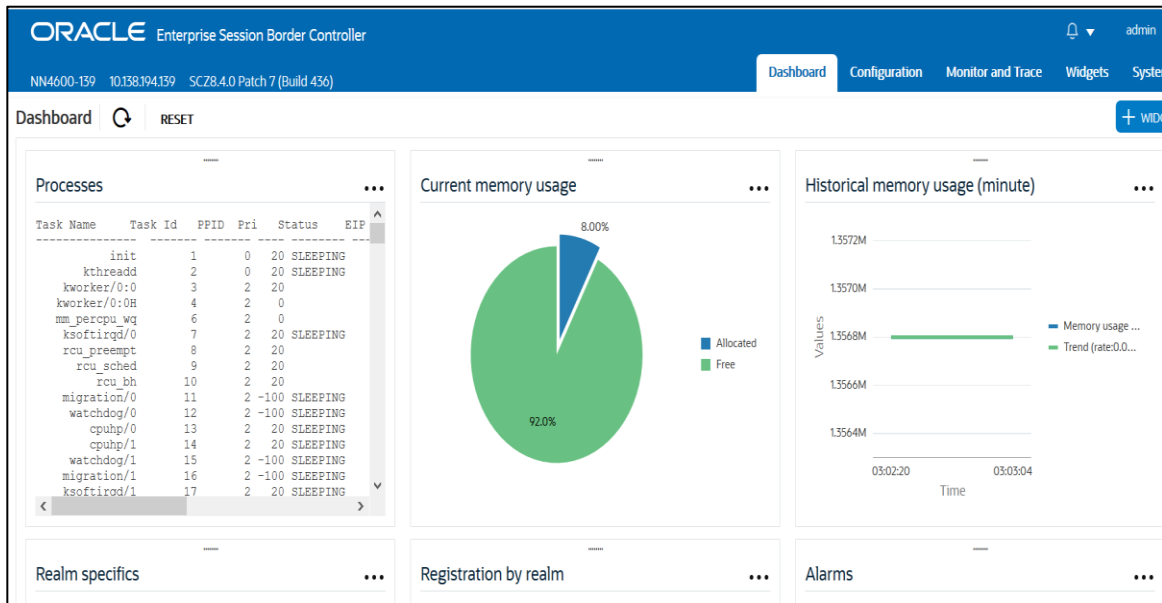 ORACLE Enterprise Session Border Controller
admin
NN4600-139 10.138.194.139 SCZ8.4.0 Patch 7 (Build 436)
Dashboard Configuration Monitor and Trace Widgets Syste
Dashboard RESET
+ WID
Processes
Task Name Task Id PPID Pri Status EIP
--------------- ------- ------- ---- -------- ---
init 1 0 20 SLEEPING
kthreadd 2 0 20 SLEEPING
kworker/0:0 3 2 20
kworker/0:0H 4 2 0
mm_percpu_wq 6 2 0
ksoftirqd/0 7 2 20 SLEEPING
rcu_preempt 8 2 20
rcu_sched 9 2 20
rcu_bh 10 2 20
migration/0 11 2 -100 SLEEPING
watchdog/0 12 2 -100 SLEEPING
cpuhp/0 13 2 20 SLEEPING
cpuhp/1 14 2 20 SLEEPING
watchdog/1 15 2 -100 SLEEPING
migration/1 16 2 -100 SLEEPING
ksoftirqd/1 17 2 20 SLEEPING
Current memory usage
8.00%
92.0%
Allocated
Free
Historical memory usage (minute)
1.3572M
1.3570M
1.3568M
1.3566M
1.3564M
Values
03:02:20 03:03:04
Time
Memory usage ...
Trend (rate:0.0...
Realm specifics
Registration by realm
Alarms